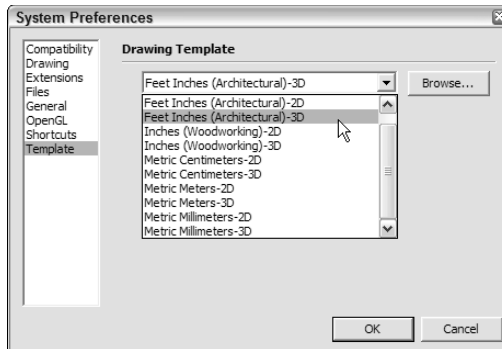 System Preferences
Compatibility
Drawing
Extensions
Files
General
OpenGL
Shortcuts
Template
Drawing Template
Feet Inches (Architectural)-3D
Browse...
Feet Inches (Architectural)-2D
Feet Inches (Architectural)-3D
Inches (Woodworking)-2D
Inches (Woodworking)-3D
Metric Centimeters-2D
Metric Centimeters-3D
Metric Meters-2D
Metric Meters-3D
Metric Millimeters-2D
Metric Millimeters-3D
OK
Cancel